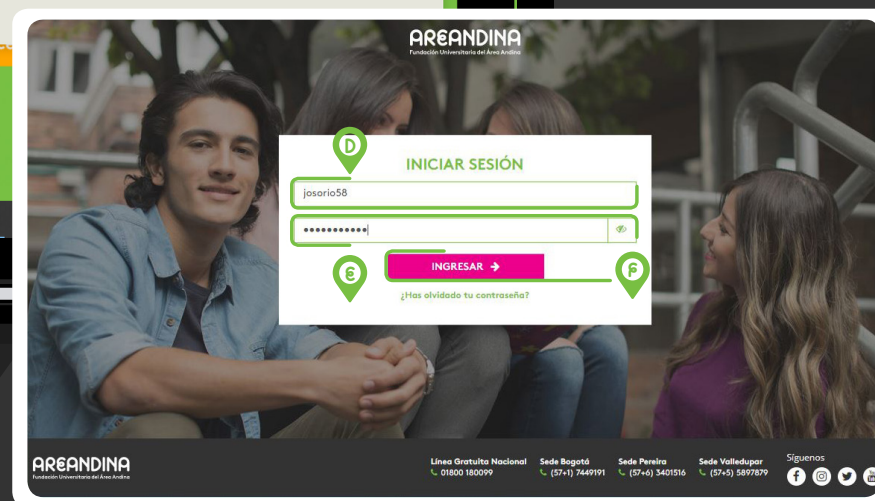 AREANDINA
Fundación Universitaria del Área Andina
D
INICIAR SESIÓN
josorio58
•••••••••••
E
INGRESAR →
F
¿Has olvidado tu contraseña?
AREANDINA
Fundación Universitaria del Área Andina
Línea Gratuita Nacional
01800 180099
Sede Bogotá
(57+1) 7449191
Sede Pereira
(57+6) 3401516
Sede Valledupar
(57+5) 5897879
Síguenos